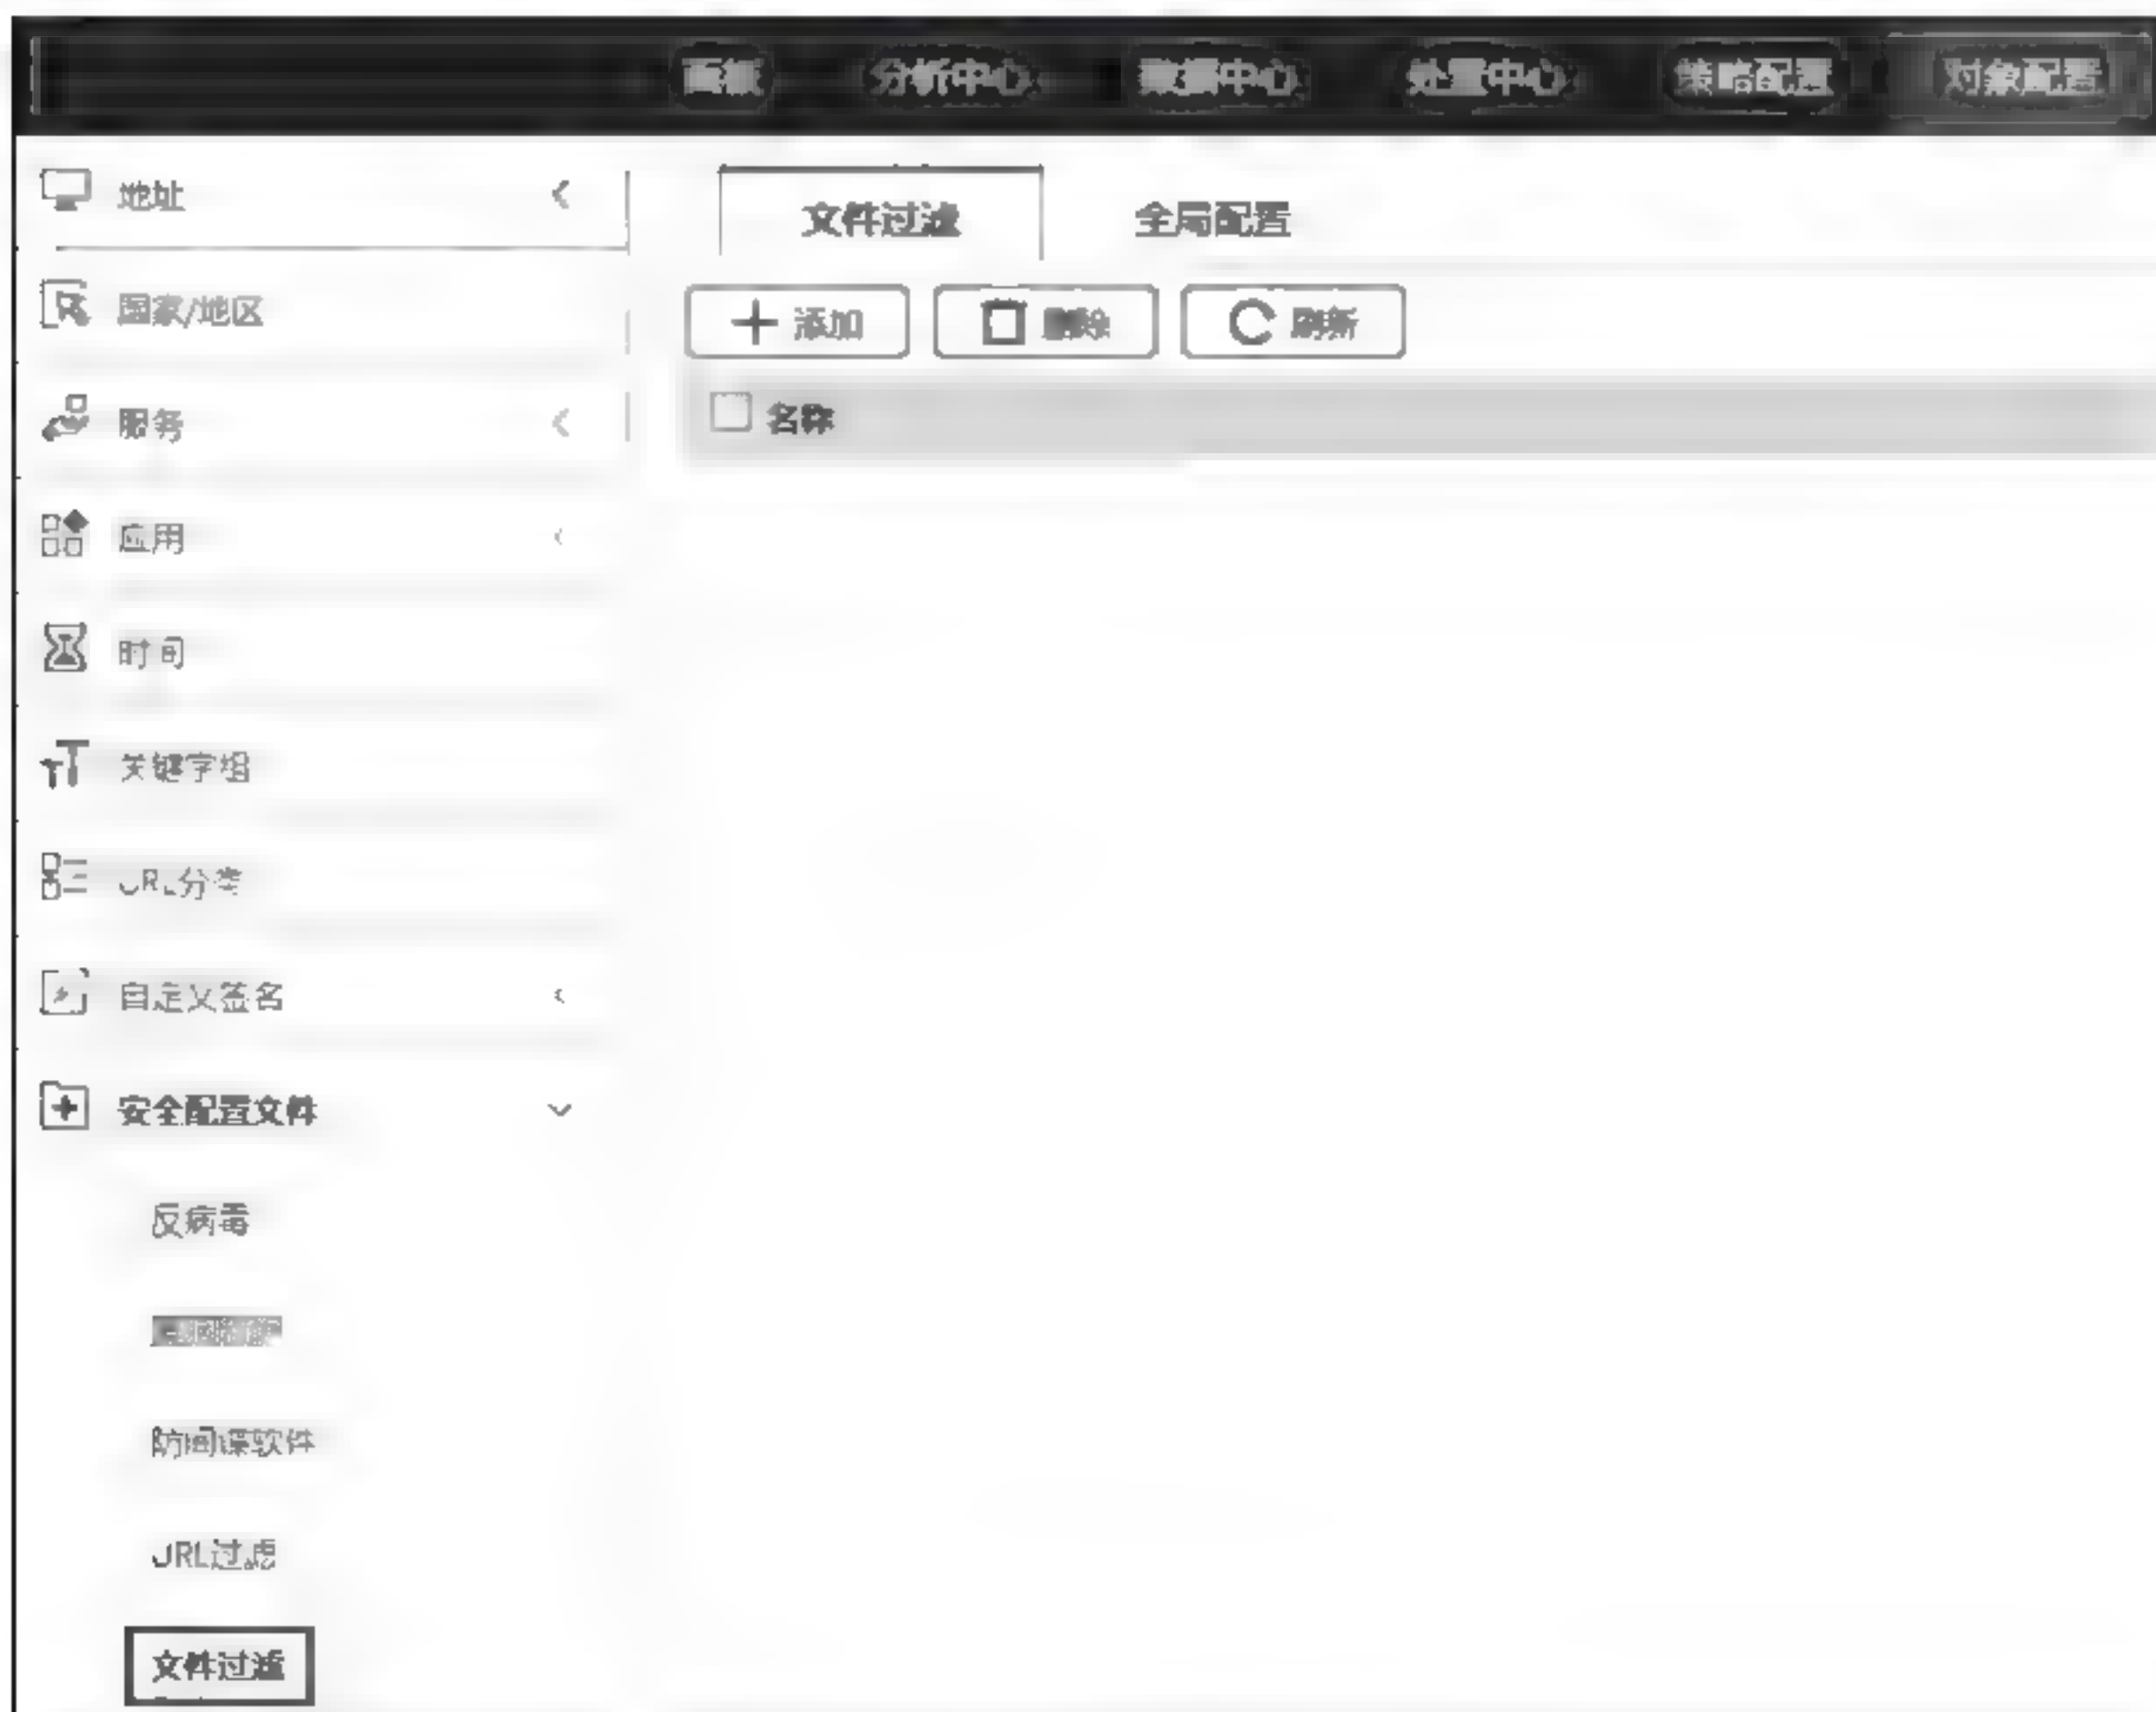 面板 分析中心 数据中心 处置中心 策略配置 对象配置
地址
国家/地区
服务
应用
时间
关键字组
URL分类
自定义签名
安全配置文件
反病毒
防间谍软件
URL过滤
文件过滤
文件过滤 全局配置
添加 删除 刷新
名称